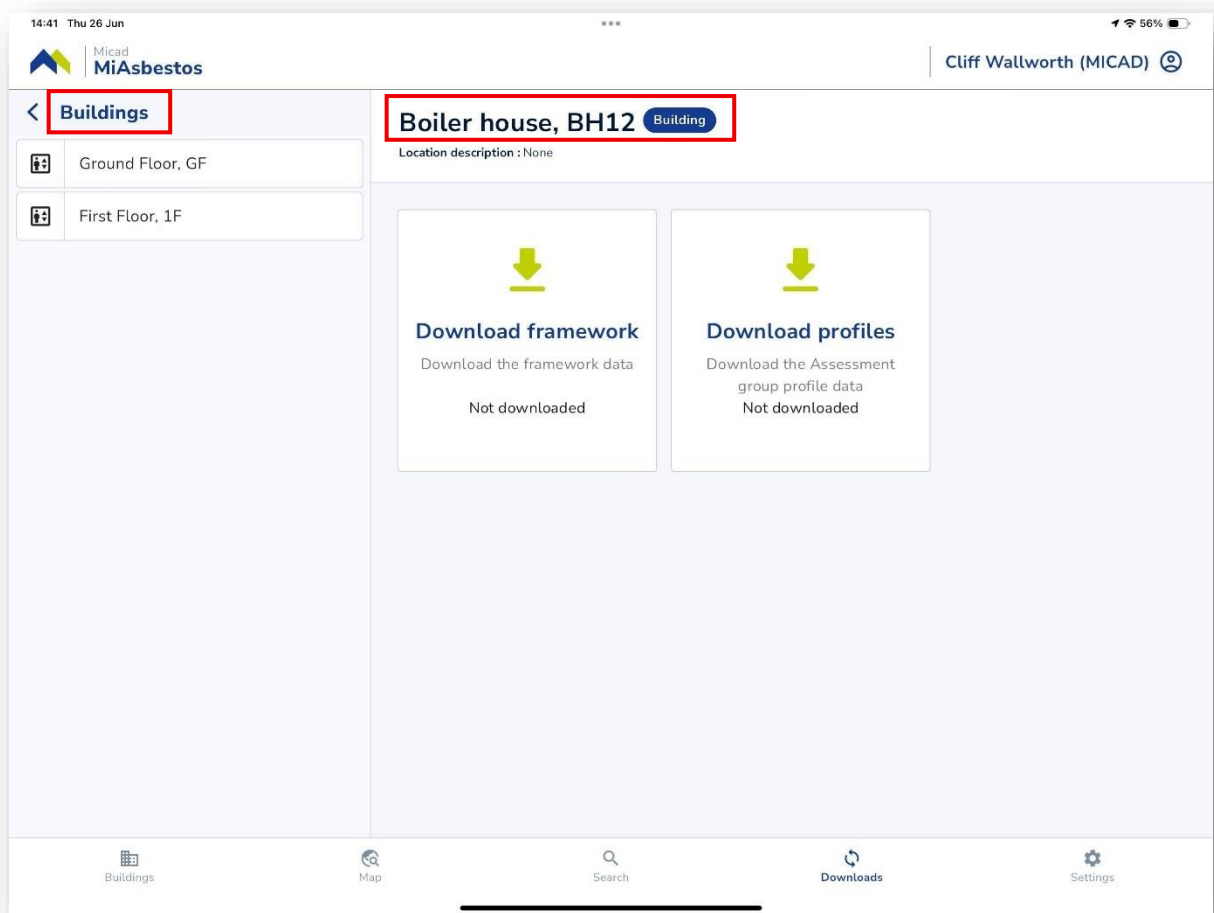 14:41 Thu 26 Jun
56%
Micad
MiAsbestos
Cliff Wallworth (MICAD)
Buildings
Ground Floor, GF
First Floor, 1F
Boiler house, BH12 Building
Location description : None
Download framework
Download the framework data
Not downloaded
Download profiles
Download the Assessment
group profile data
Not downloaded
Buildings
Map
Search
Downloads
Settings